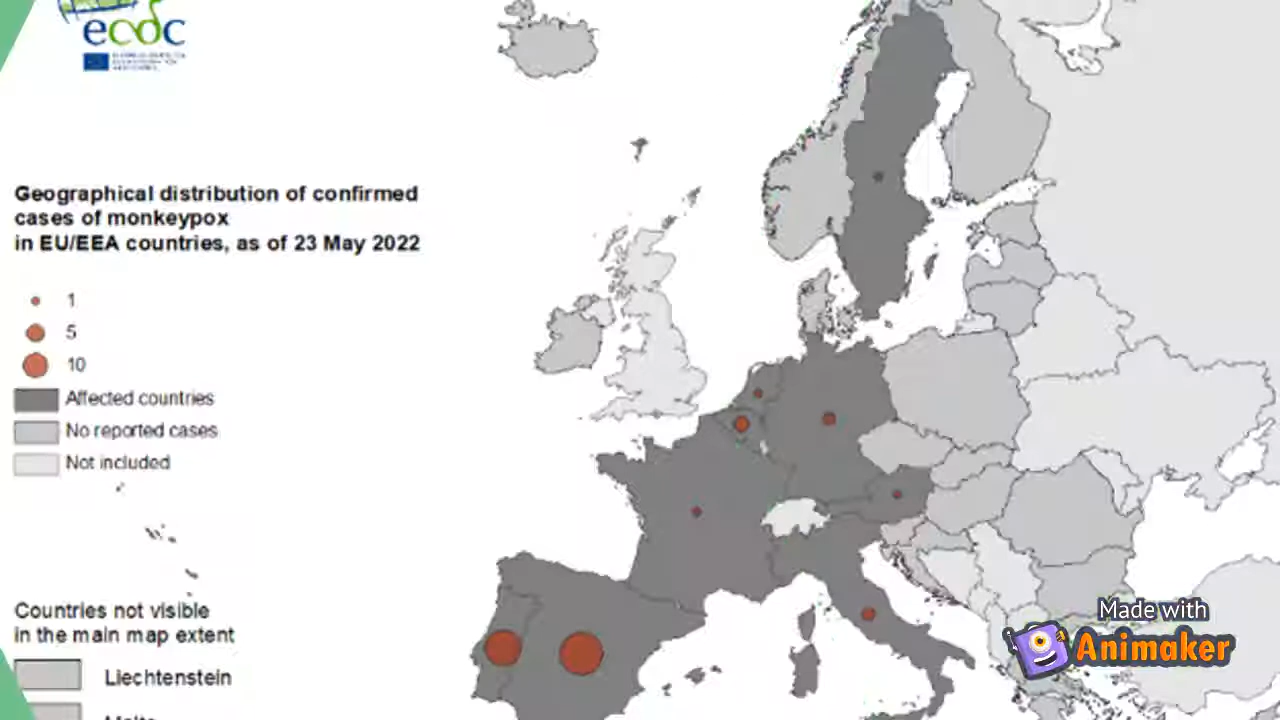 ecdc
Geographical distribution of confirmed
cases of monkeypox
in EU/EEA countries, as of 23 May 2022
1
5
10
Affected countries
No reported cases
Not included
Countries not visible
in the main map extent
Liechtenstein
Malta
Made with
Animaker